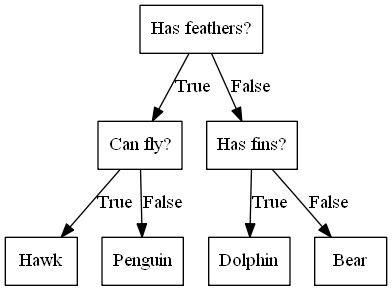 Has feathers?
True
False
Can fly?
Has fins?
True
False
True
False
Hawk
Penguin
Dolphin
Bear